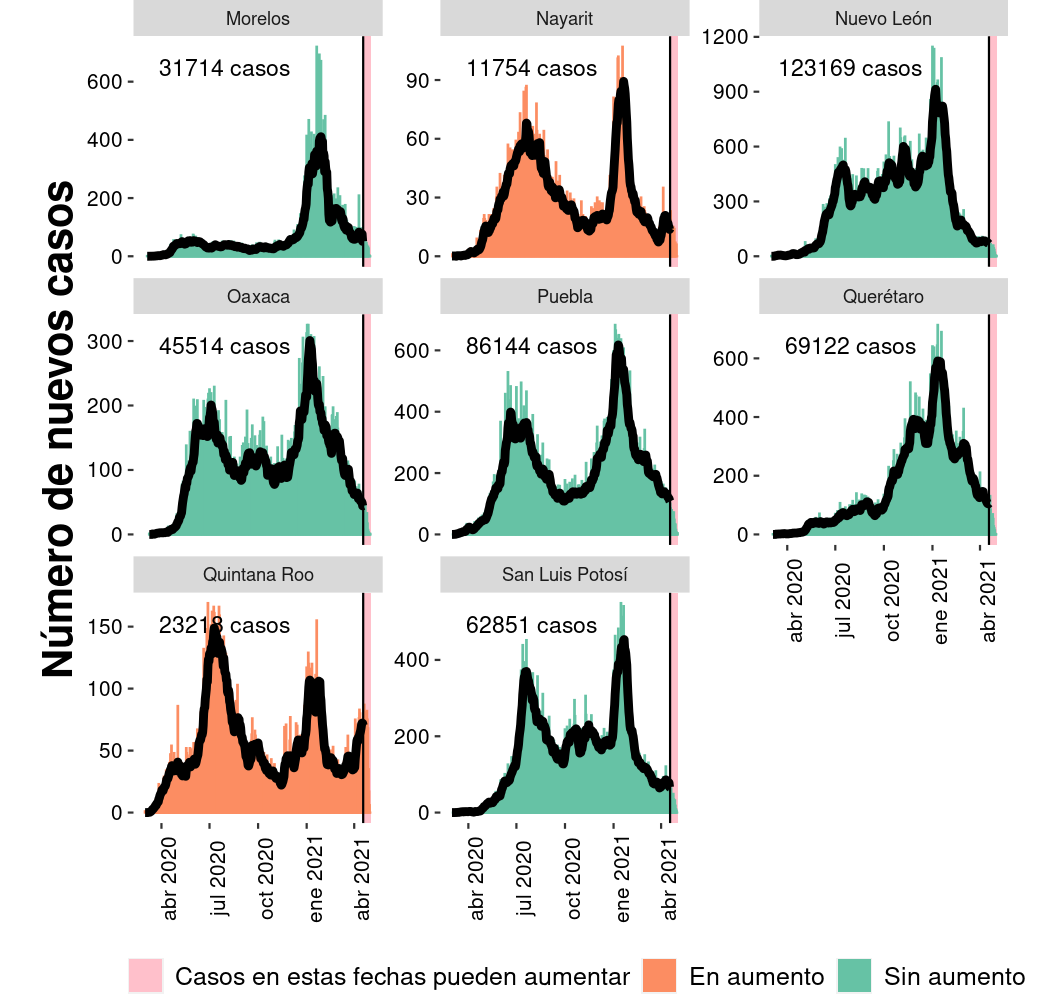 Número de nuevos casos
Morelos
Nayarit
Nuevo León
31714 casos
11754 casos
123169 casos
600
400
200
0
90
60
30
0
1200
900
600
300
0
Oaxaca
Puebla
Querétaro
45514 casos
86144 casos
69122 casos
300
200
100
0
600
400
200
0
600
400
200
0
abr 2020
jul 2020
oct 2020
ene 2021
abr 2021
Quintana Roo
San Luis Potosí
23218 casos
62851 casos
150
100
50
0
400
200
0
abr 2020
jul 2020
oct 2020
ene 2021
abr 2021
abr 2020
jul 2020
oct 2020
ene 2021
abr 2021
Casos en estas fechas pueden aumentar
En aumento
Sin aumento